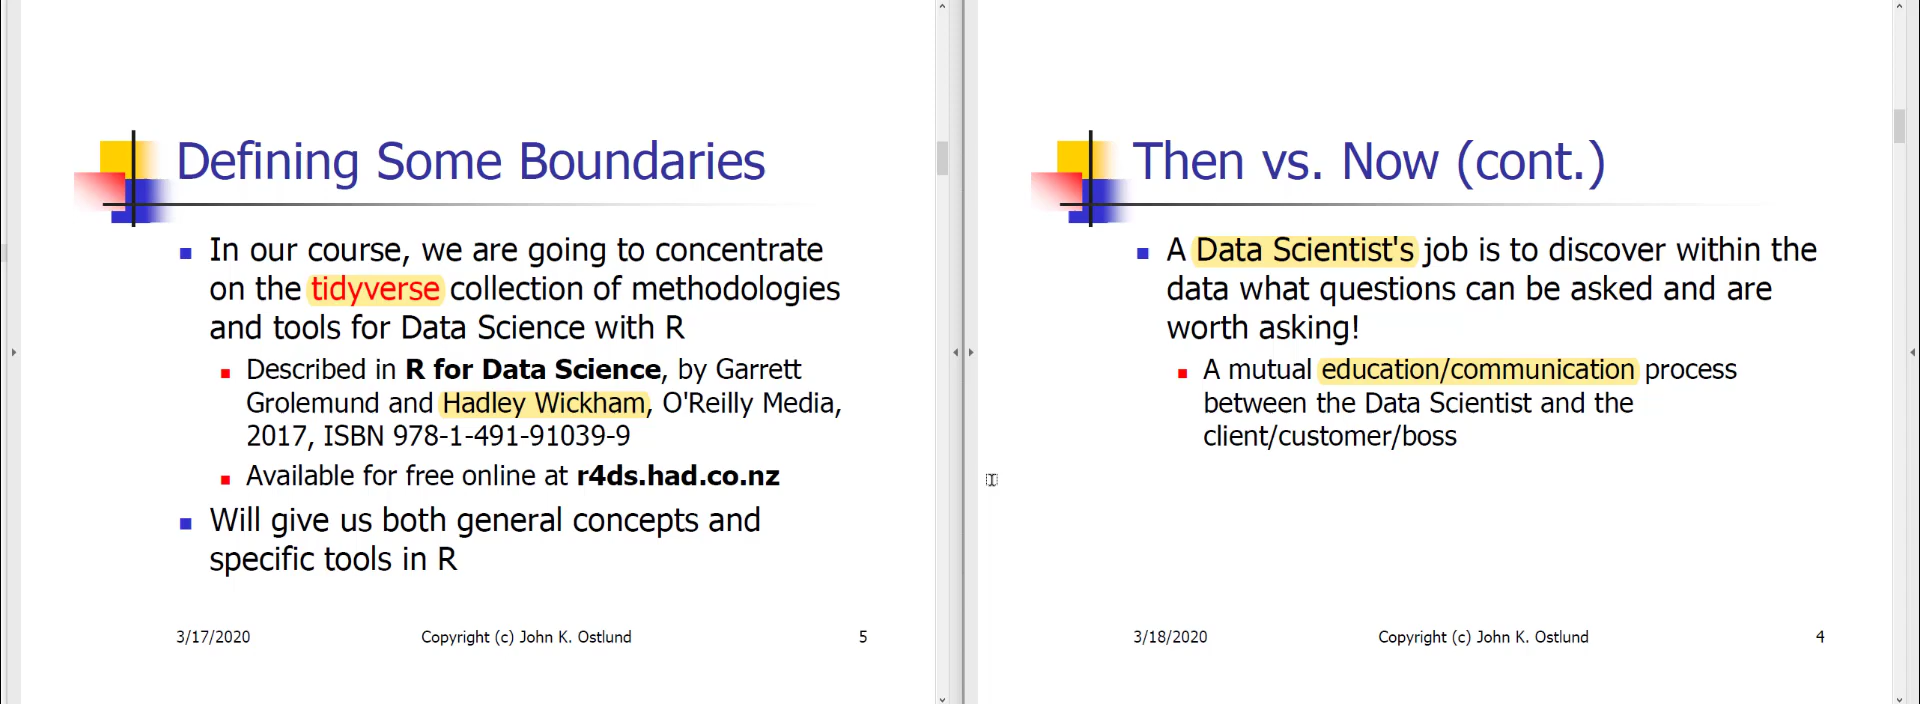 Defining Some Boundaries
In our course, we are going to concentrate
on the tidyverse collection of methodologies
and tools for Data Science with R
Described in R for Data Science, by Garrett
Grolemund and Hadley Wickham, O'Reilly Media,
2017, ISBN 978-1-491-91039-9
Available for free online at r4ds.had.co.nz
Will give us both general concepts and
specific tools in R
3/17/2020 Copyright (c) John K. Ostlund 5
Then vs. Now (cont.)
A Data Scientist's job is to discover within the
data what questions can be asked and are
worth asking!
A mutual education/communication process
between the Data Scientist and the
client/customer/boss
3/18/2020 Copyright (c) John K. Ostlund 4